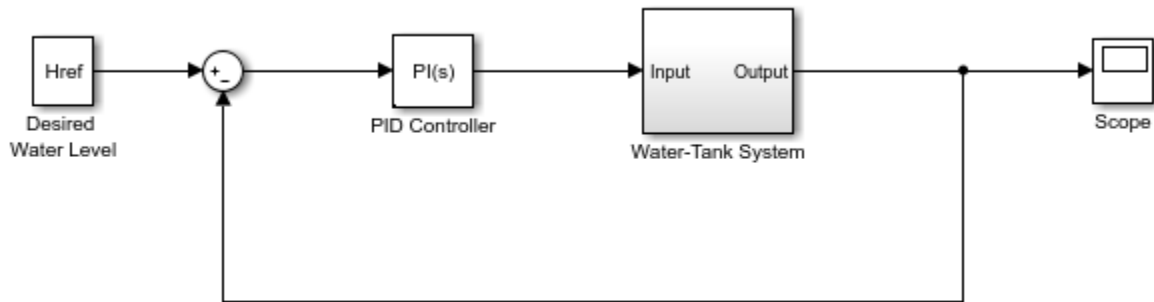 Href
+
-
PI(s)
Input
Output
Desired
Water Level
PID Controller
Water-Tank System
Scope